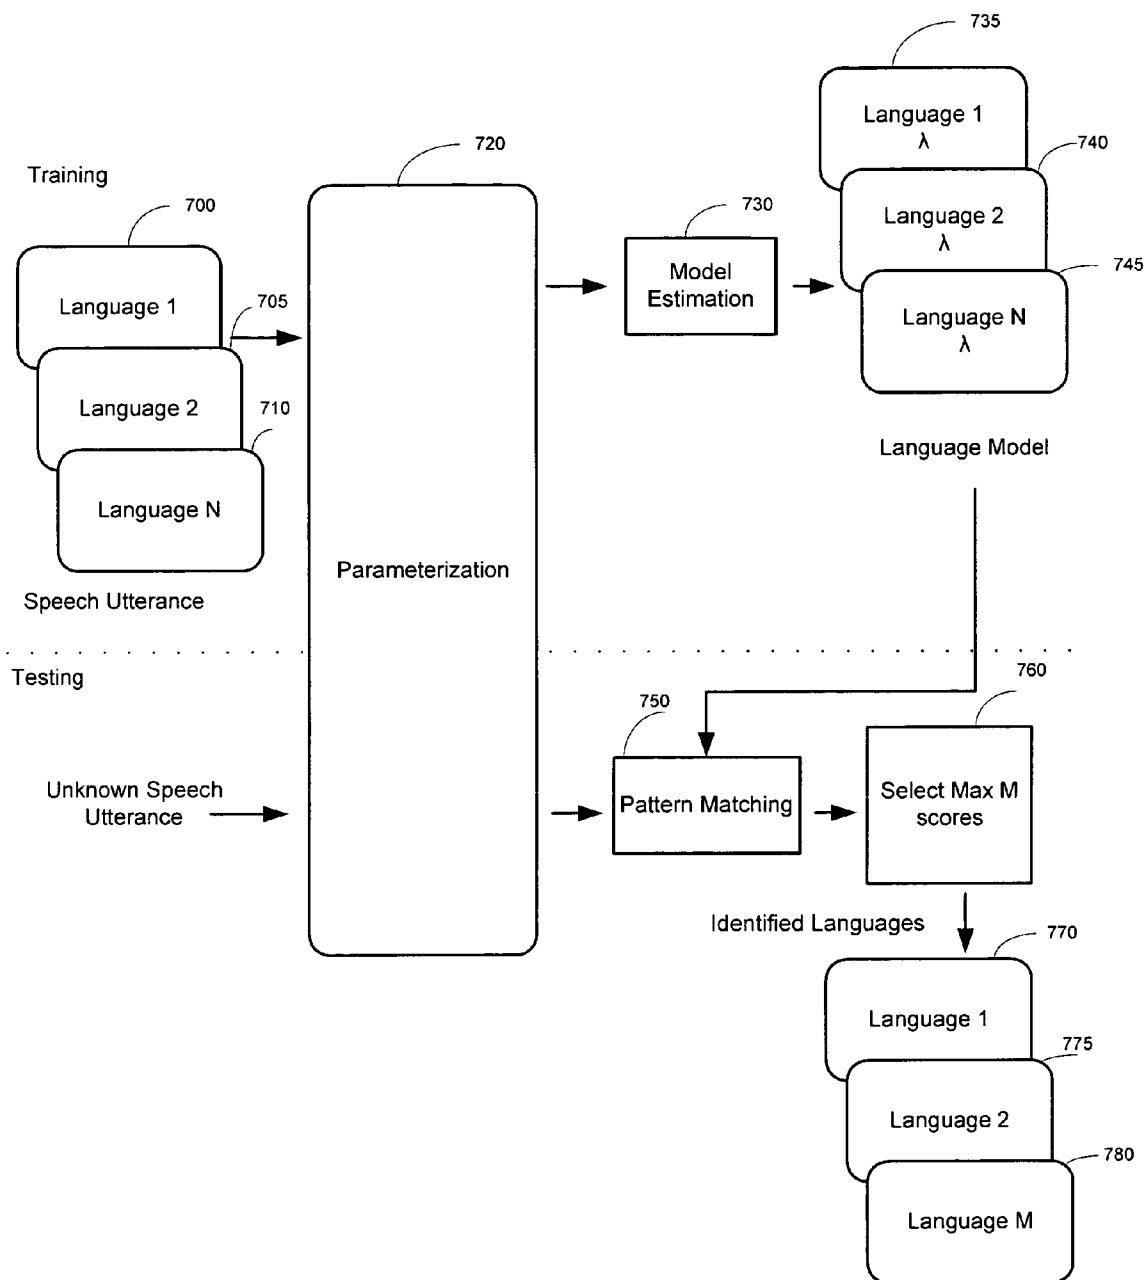 735
Language 1
λ
720
740
Training
Language 2
λ
700
730
745
Model
Estimation
Language 1
705
Language N
λ
Language 2
710
Language Model
Language N
Parameterization
Speech Utterance
Testing
760
750
Unknown Speech
Utterance
Pattern Matching
Select Max M
scores
Identified Languages
770
Language 1
775
Language 2
780
Language M